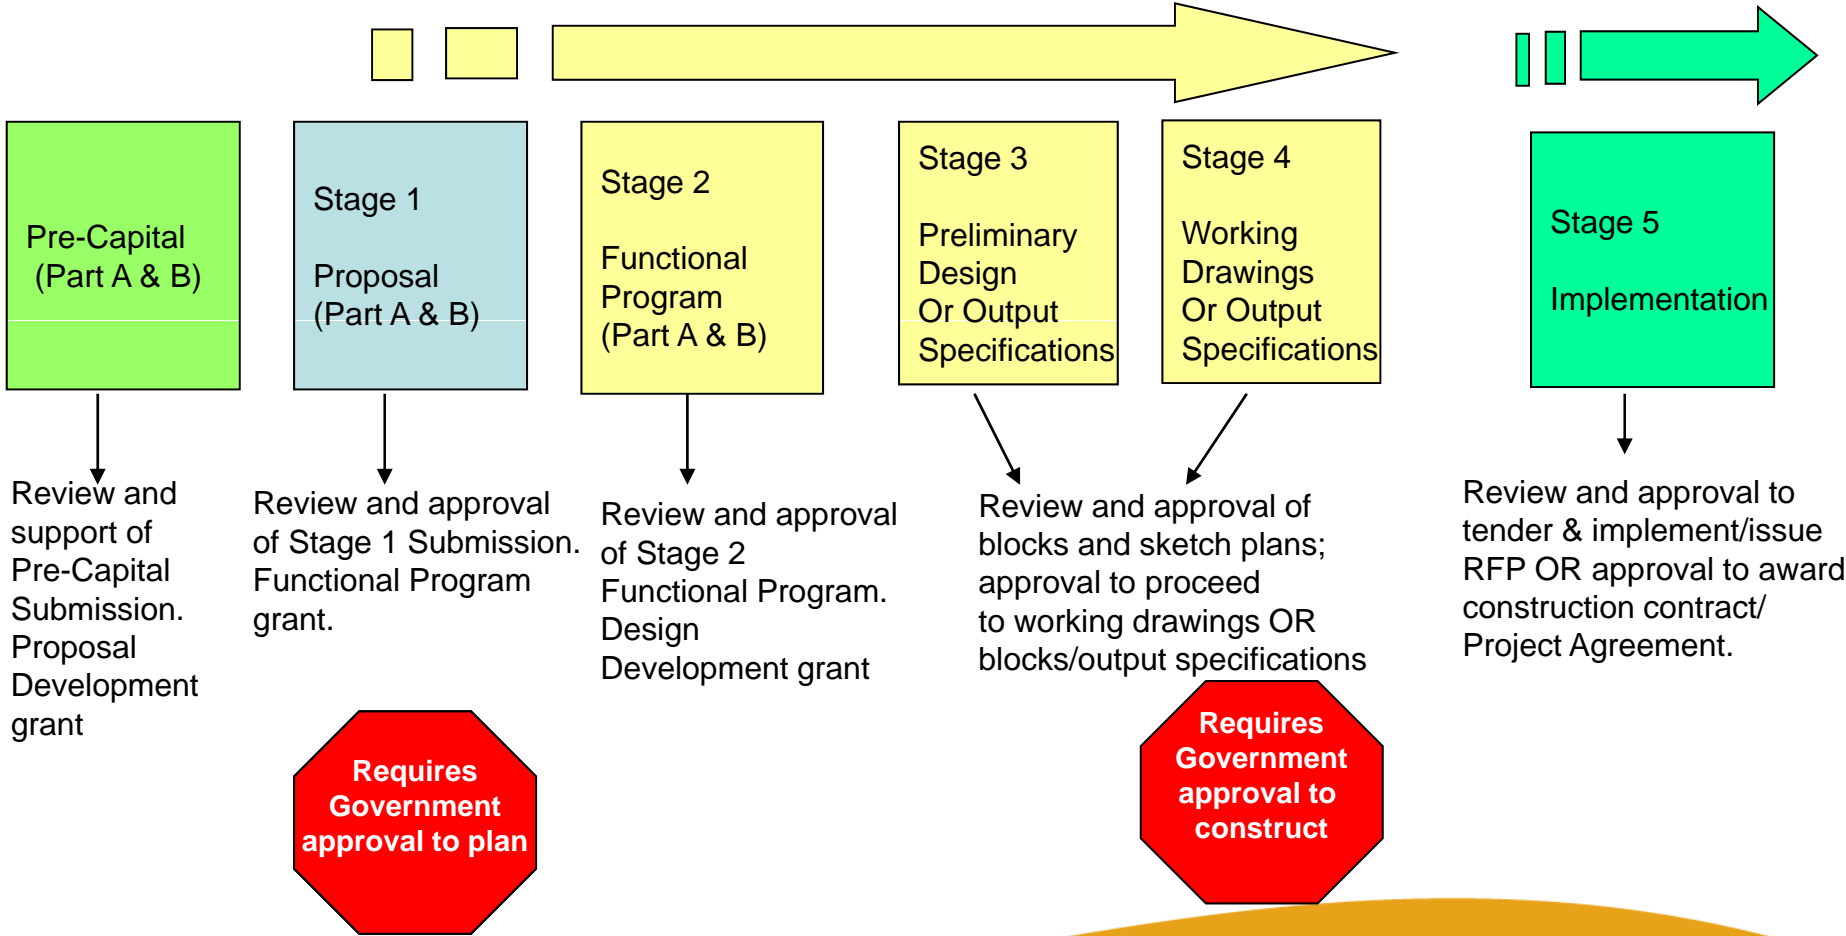 Pre-Capital
(Part A & B)
Stage 1
Proposal
(Part A & B)
Stage 2
Functional
Program
(Part A & B)
Stage 3
Preliminary
Design
Or Output
Specifications
Stage 4
Working
Drawings
Or Output
Specifications
Stage 5
Implementation
Review and
support of
Pre-Capital
Submission.
Proposal
Development
grant
Review and approval
of Stage 1 Submission.
Functional Program
grant.
Review and approval
of Stage 2
Functional Program.
Design
Development grant
Review and approval of
blocks and sketch plans;
approval to proceed
to working drawings OR
blocks/output specifications
Review and approval to
tender & implement/issue
RFP OR approval to award
construction contract/
Project Agreement.
Requires
Government
approval to plan
Requires
Government
approval to
construct